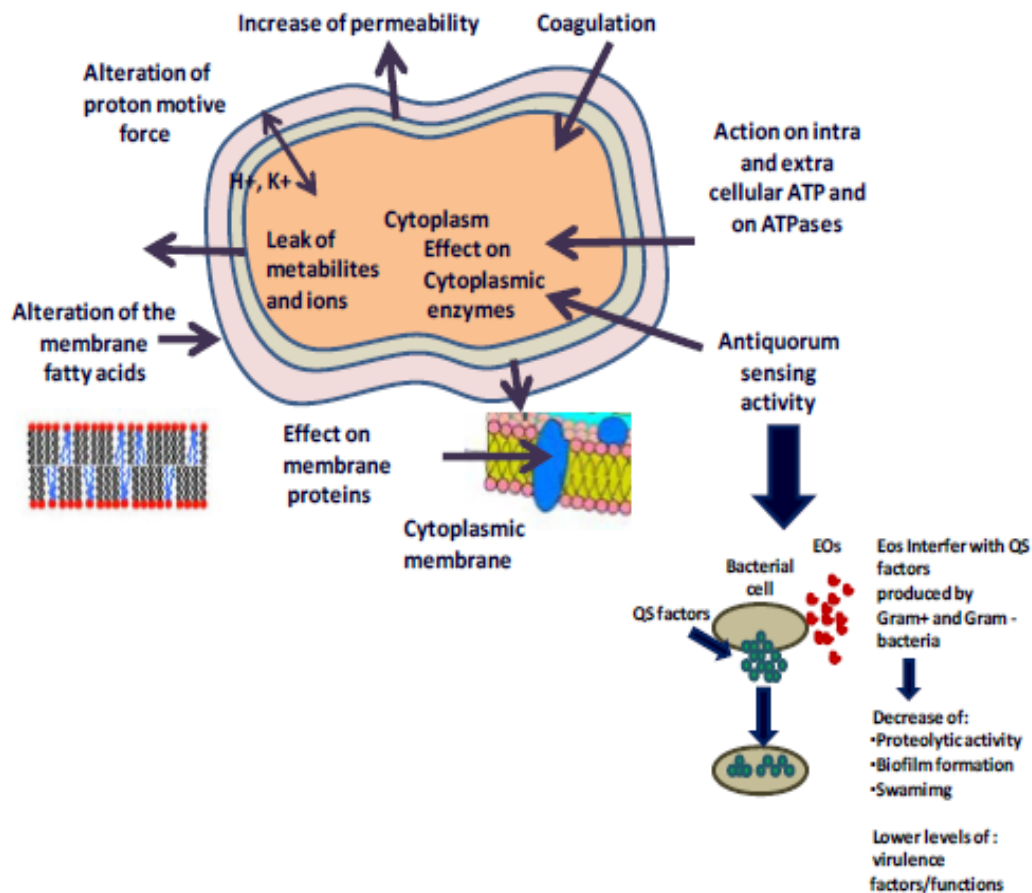 Increase of permeability
Coagulation
Alteration of
proton motive
force
H+, K+
Action on intra
and extra
cellular ATP and
on ATPases
Cytoplasm
Effect on
Cytoplasmic
enzymes
Leak of
metabilites
and ions
Alteration of the
membrane
fatty acids
Antiquorum
sensing
activity
Effect on
membrane
proteins
Cytoplasmic
membrane
EOs
Bacterial
cell
QS factors
Eos Interfer with QS
factors
produced by
Gram+ and Gram -
bacteria
Decrease of:
•Proteolytic activity
•Biofilm formation
•Swamimg
Lower levels of :
virulence
factors/functions